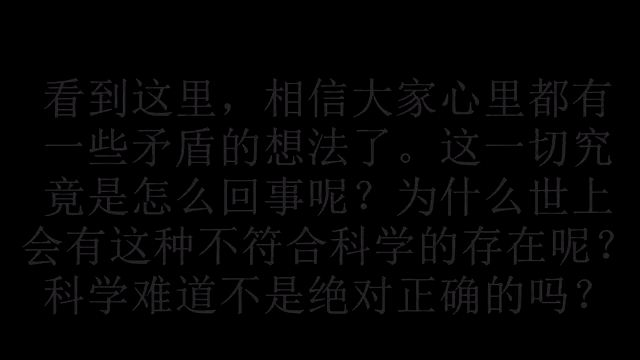 看到这里，相信大家心里都有
一些矛盾的想法了。这一切究
竟是怎么回事呢？为什么世上
会有这种不符合科学的存在呢？
科学难道不是绝对正确的吗？